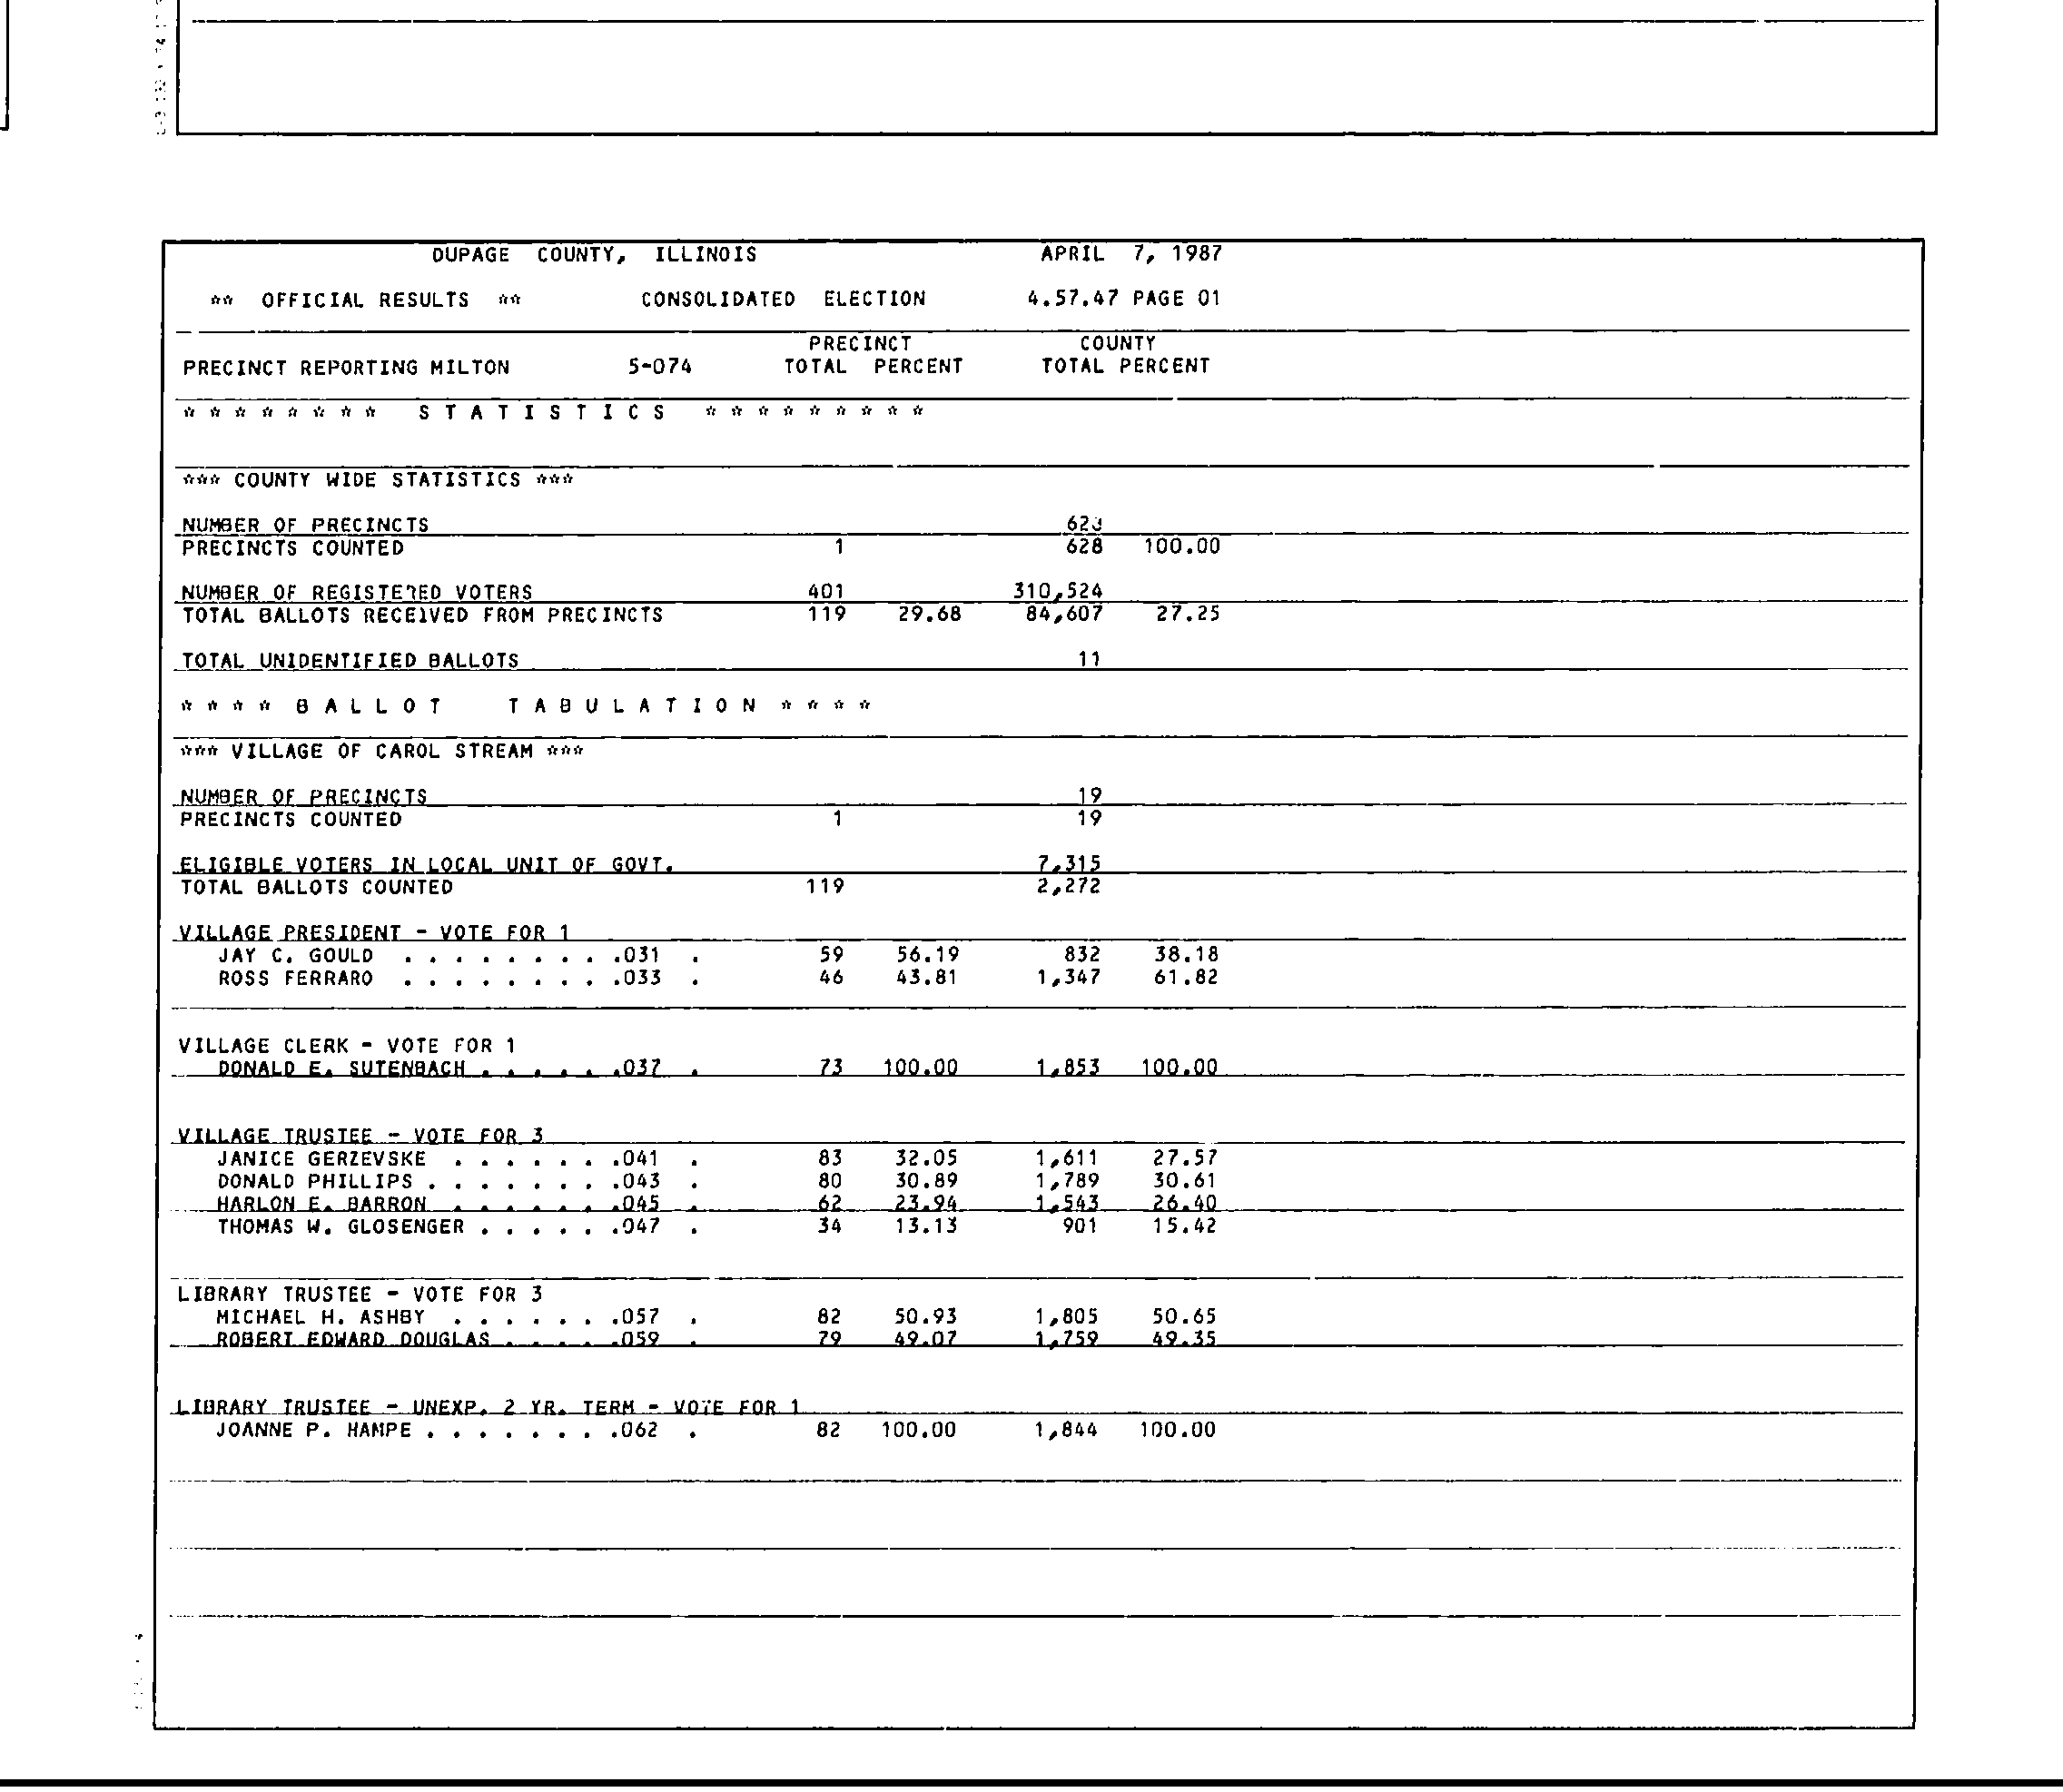 DUPAGE COUNTY, ILLINOIS APRIL 7, 1987
** OFFICIAL RESULTS ** CONSOLIDATED ELECTION 4.57.47 PAGE 01
PRECINCT COUNTY
PRECINCT REPORTING MILTON 5-074 TOTAL PERCENT TOTAL PERCENT
* * * * * * * * S T A T I S T I C S * * * * * * * * *
*** COUNTY WIDE STATISTICS ***
NUMBER OF PRECINCTS 628
PRECINCTS COUNTED 1 628 100.00
NUMBER OF REGISTERED VOTERS 401 310,524
TOTAL BALLOTS RECEIVED FROM PRECINCTS 119 29.68 84,607 27.25
TOTAL UNIDENTIFIED BALLOTS 11
* * * * B A L L O T T A B U L A T I O N * * * *
*** VILLAGE OF CAROL STREAM ***
NUMBER OF PRECINCTS 19
PRECINCTS COUNTED 1 19
ELIGIBLE VOTERS IN LOCAL UNIT OF GOVT. 7,315
TOTAL BALLOTS COUNTED 119 2,272
VILLAGE PRESIDENT - VOTE FOR 1
JAY C. GOULD . . . . . . . . .031 . 59 56.19 832 38.18
ROSS FERRARO . . . . . . . . .033 . 46 43.81 1,347 61.82
VILLAGE CLERK - VOTE FOR 1
DONALD E. SUTENBACH . . . . . .037 . 73 100.00 1,853 100.00
VILLAGE TRUSTEE - VOTE FOR 3
JANICE GERZEVSKE . . . . . . .041 . 83 32.05 1,611 27.57
DONALD PHILLIPS . . . . . . . .043 . 80 30.89 1,789 30.61
HARLON E. BARRON . . . . . . .045 . 62 23.94 1,543 26.40
THOMAS W. GLOSENGER . . . . . .047 . 34 13.13 901 15.42
LIBRARY TRUSTEE - VOTE FOR 3
MICHAEL H. ASHBY . . . . . . .057 . 82 50.93 1,805 50.65
ROBERT EDWARD DOUGLAS . . . . .059 . 79 49.07 1,759 49.35
LIBRARY TRUSTEE - UNEXP. 2 YR. TERM - VOTE FOR 1
JOANNE P. HAMPE . . . . . . . .062 . 82 100.00 1,844 100.00